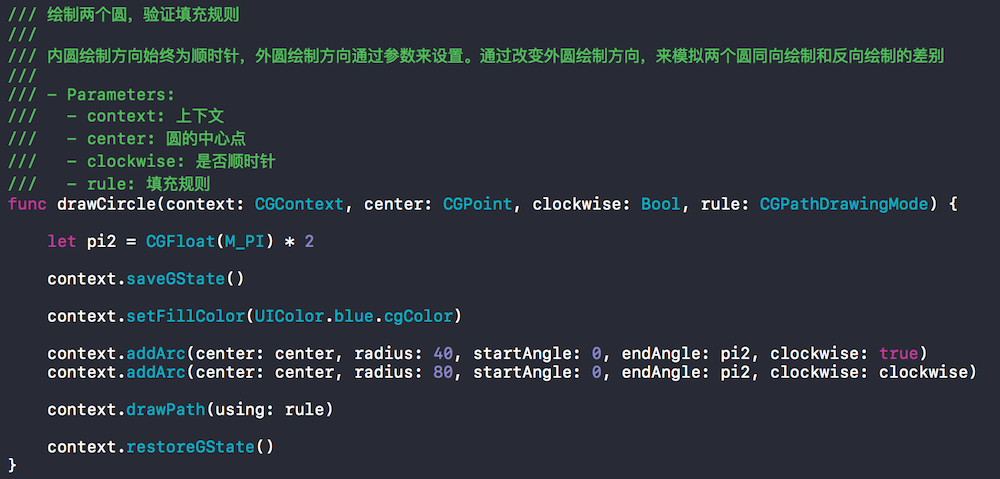 /// 绘制两个圆，验证填充规则
///
/// 内圆绘制方向始终为顺时针，外圆绘制方向通过参数来设置。通过改变外圆绘制方向，来模拟两个圆同向绘制和反向绘制的差别
///
/// - Parameters:
///   - context: 上下文
///   - center: 圆的中心点
///   - clockwise: 是否顺时针
///   - rule: 填充规则
func drawCircle(context: CGContext, center: CGPoint, clockwise: Bool, rule: CGPathDrawingMode) {
    let pi2 = CGFloat(M_PI) * 2
    context.saveGState()
    context.setFillColor(UIColor.blue.cgColor)
    context.addArc(center: center, radius: 40, startAngle: 0, endAngle: pi2, clockwise: true)
    context.addArc(center: center, radius: 80, startAngle: 0, endAngle: pi2, clockwise: clockwise)
    context.drawPath(using: rule)
    context.restoreGState()
}